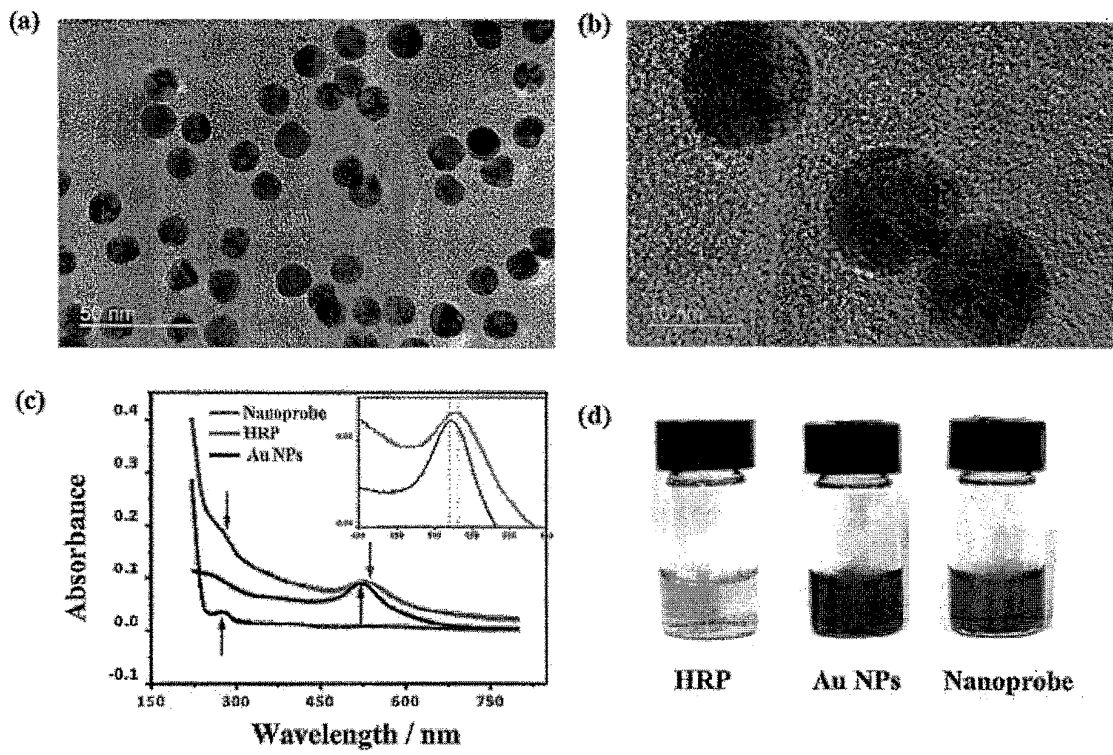 (a)
50 nm
(b)
10 nm
(c)
Absorbance
0.4
0.3
0.2
0.1
0.0
-0.1
150
300
450
600
750
Wavelength / nm
Nanoprobe
HRP
Au NPs
(d)
HRP
Au NPs
Nanoprobe